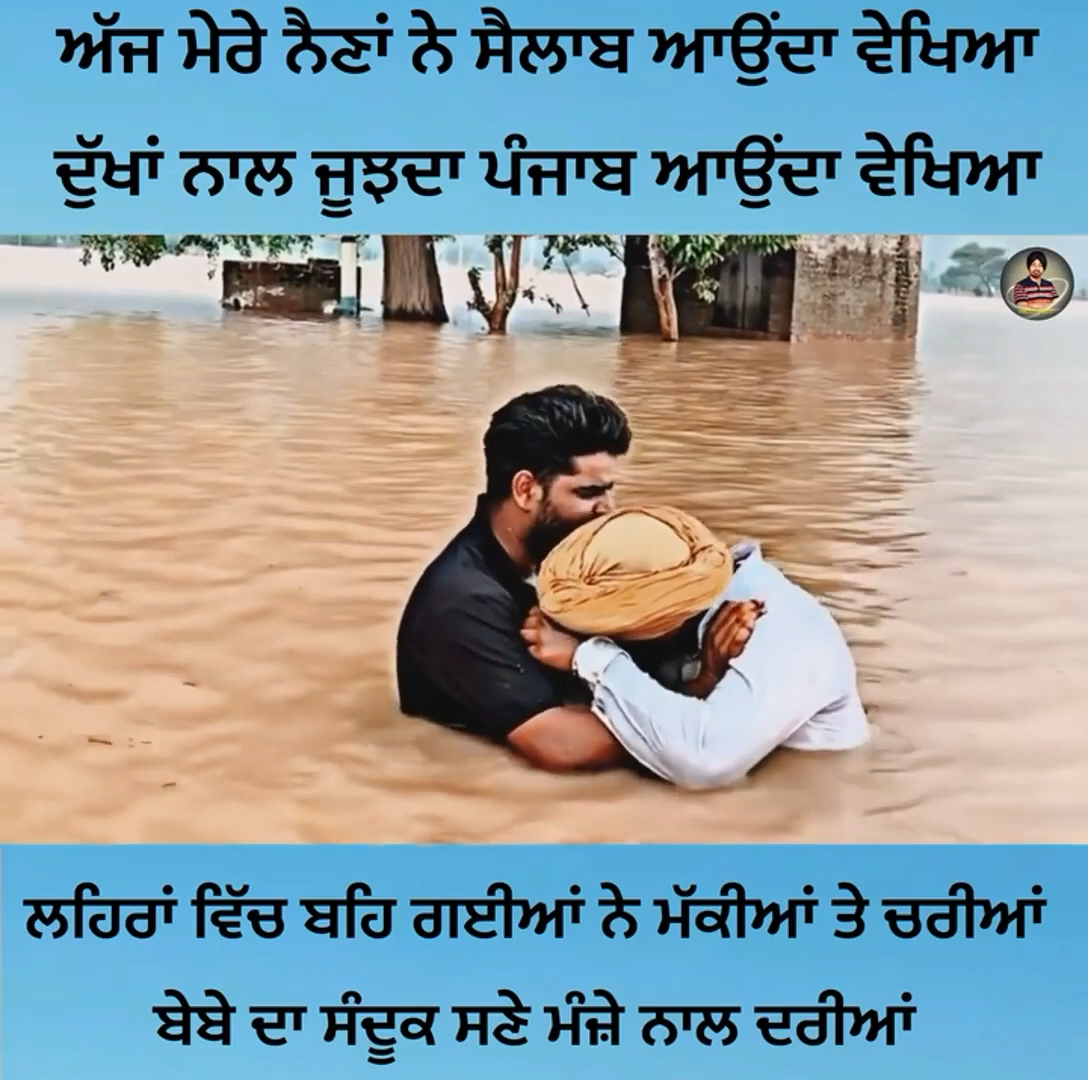 ਅੱਜ ਮੇਰੇ ਨੈਣਾਂ ਨੇ ਸੈਲਾਬ ਆਉਂਦਾ ਵੇਖਿਆ
ਦੁੱਖਾਂ ਨਾਲ ਜੂਝਦਾ ਪੰਜਾਬ ਆਉਂਦਾ ਵੇਖਿਆ
ਲਹਿਰਾਂ ਵਿੱਚ ਬਹਿ ਗਈਆਂ ਨੇ ਮੱਕੀਆਂ ਤੇ ਚਰੀਆਂ
ਬੇਬੇ ਦਾ ਸੰਦੂਕ ਸਣੇ ਮੰਜ਼ੇ ਨਾਲ ਦਰੀਆਂ